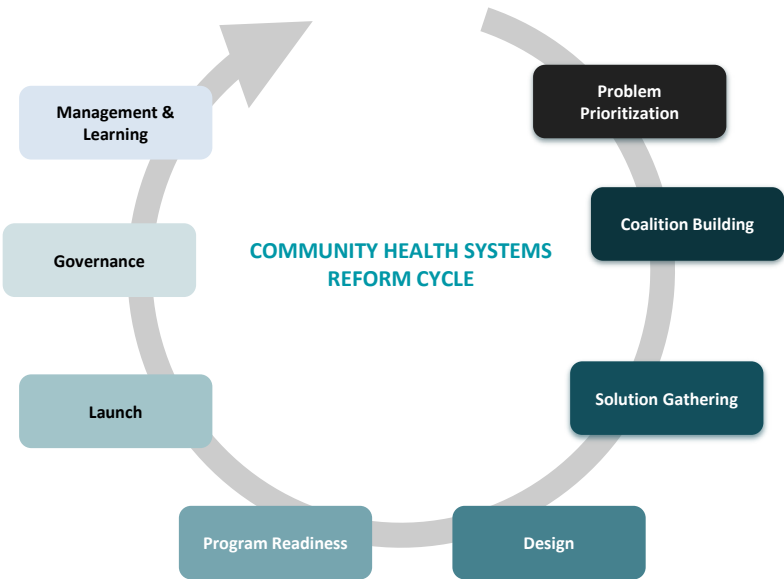 Problem
Prioritization
Coalition Building
Solution Gathering
Design
Program Readiness
Launch
Governance
Management &
Learning
COMMUNITY HEALTH SYSTEMS
REFORM CYCLE